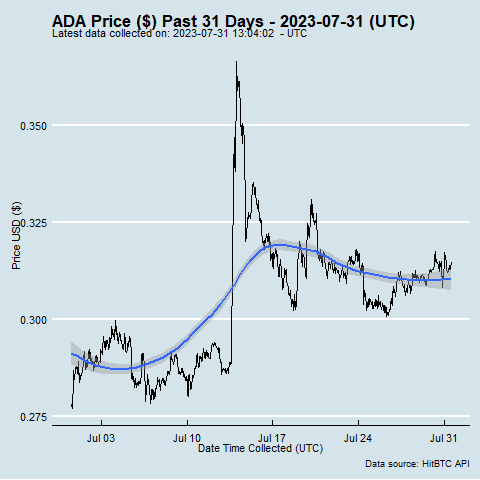 ADA Price ($) Past 31 Days - 2023-07-31 (UTC)
Latest data collected on: 2023-07-31 13:04:02  - UTC
0.350
0.325
Price USD ($)
0.300
0.275
Jul 03
Jul 10
Jul 17
Jul 24
Jul 31
Date Time Collected (UTC)
Data source: HitBTC API